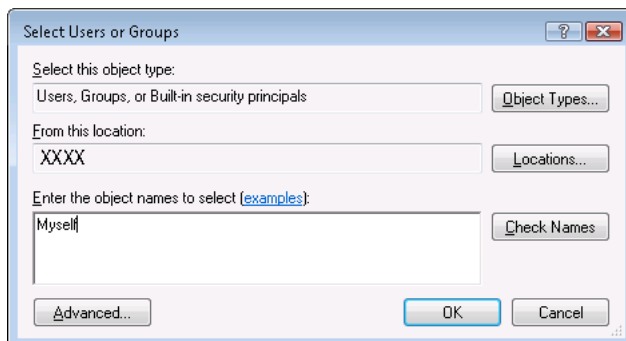 Select Users or Groups
Select this object type:
Users, Groups, or Built-in security principals
Object Types...
From this location:
XXXX
Locations...
Enter the object names to select (examples):
Myself
Check Names
Advanced...
OK
Cancel